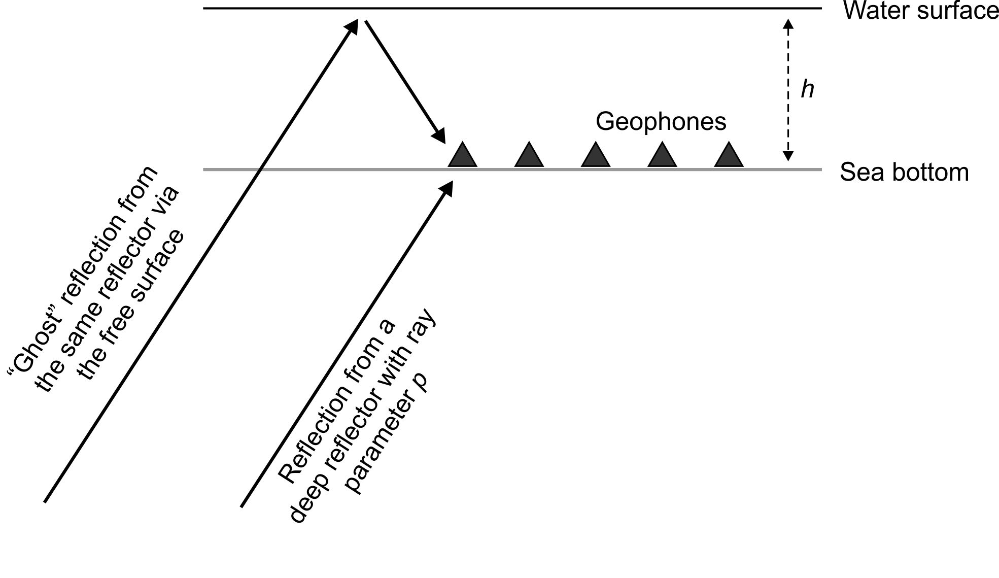 Water surface
h
Geophones
Sea bottom
“Ghost” reflection from
the same reflector via
the free surface
Reflection from a
deep reflector with ray
parameter p